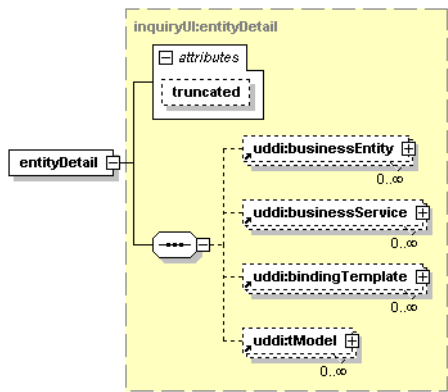 inquiryUI:entityDetail
attributes
truncated
entityDetail
uddi:businessEntity
0..∞
uddi:businessService
0..∞
uddi:bindingTemplate
0..∞
uddi:tModel
0..∞